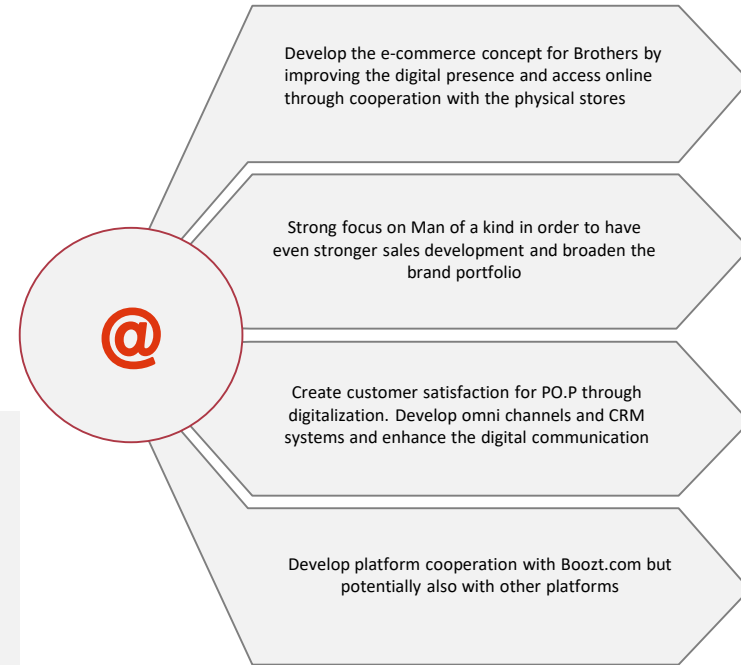 Develop the e-commerce concept for Brothers by
improving the digital presence and access online
through cooperation with the physical stores
Strong focus on Man of a kind in order to have
even stronger sales development and broaden the
brand portfolio
@
Create customer satisfaction for PO.P through
digitalization. Develop omni channels and CRM
systems and enhance the digital communication
Develop platform cooperation with Boozt.com but
potentially also with other platforms